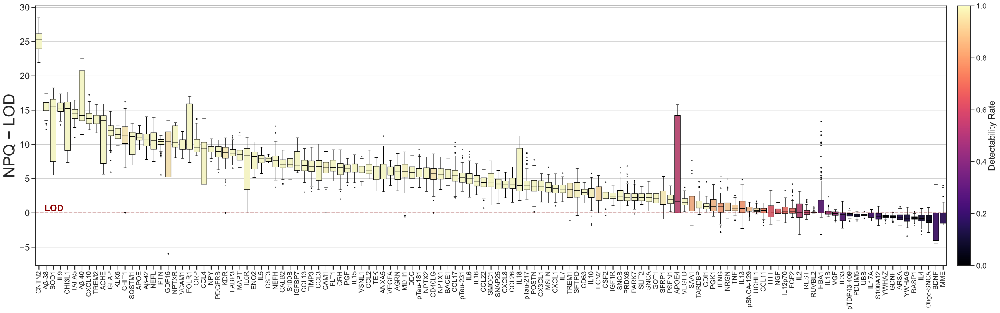 NPQ − LOD
30
25
20
15
10
5
0
−5
LOD
CNTN2
Aβ-38
SOD1
IL9
CHI3L1
TAFA5
Aβ-40
CXCL10
TREM2
ACHE
GFAP
KLK6
CHIT1
SQSTM1
APOE
Aβ-42
NEFL
PTN
GDF15
NPTXR
VCAM1
FOLR1
CRP
CCL4
NPY
PDGFRB
KDR
FABP3
MAPT
IL6R
ENO2
IL5
CST3
NEFH
CALB2
S100B
IGFBP7
CCL13
TIMP3
CCL3
ICAM1
FLT1
CRH
PGF
IL15
VSNL1
CCL2
TEK
ANXA5
VEGFA
AGRN
MDH1
DDC
pTau-181
NPTX2
CD40LG
NPTX1
BACE1
CCL17
pTau-231
IL6
IL16
CCL22
SMOC1
SNAP25
CXCL8
CCL26
IL18
pTau-217
POSTN
CX3CL1
MSLN
CXCL1
IL7
TREM1
SFTPD
CD63
IL10
FCN2
CSF2
IGF1R
SNCB
PRDX6
PARK7
SLIT2
SNCA
GOT1
SFRP1
PSEN1
APOE4
VEGFD
SAA1
TARDBP
GDI1
PGK1
IFNG
NRGN
TNF
IL13
pSNCA-129
UCHL1
CCL11
HTT
NGF
IL12p70
FGF2
IL2
REST
RUVBL2
HBA1
IL1B
VGF
IL33
pTDP43-409
PDLIM5
UBB
IL17A
S100A12
YWHAZ
GDNF
ARSA
YWHAG
BASP1
IL4
Oligo-SNCA
BDNF
MME
1.0
0.8
0.6
0.4
0.2
0.0
Detectability Rate